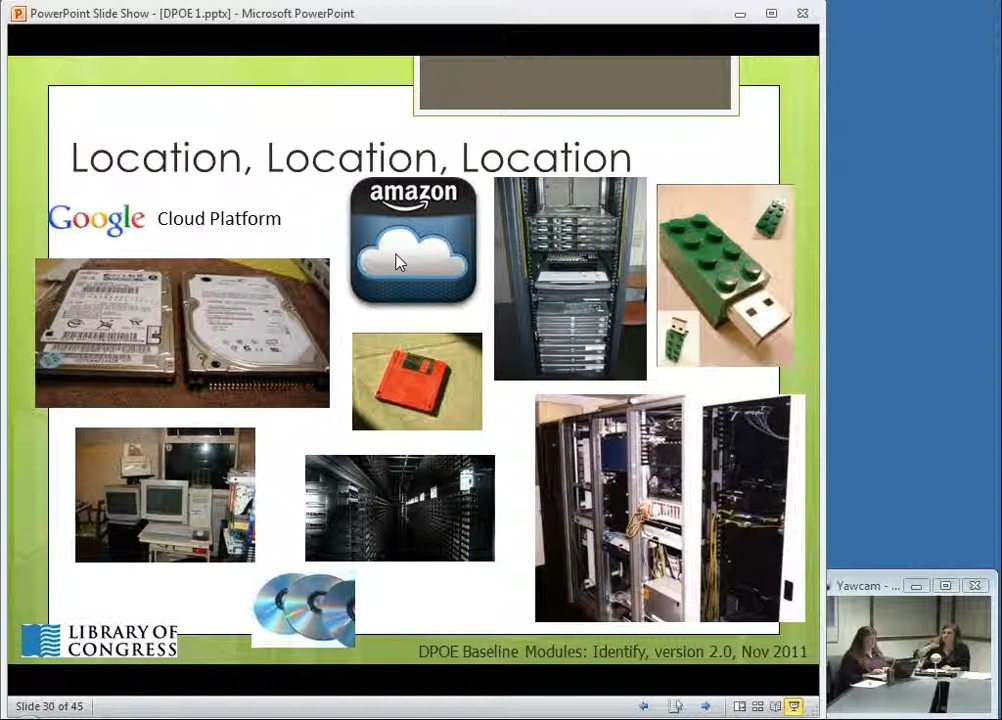 PowerPoint Slide Show - [DPOE 1.pptx] - Microsoft PowerPoint
Location, Location, Location
Google Cloud Platform
amazon
LIBRARY OF
CONGRESS
DPOE Baseline Modules: Identify, version 2.0, Nov 2011
Yawcam - ...
Slide 30 of 45